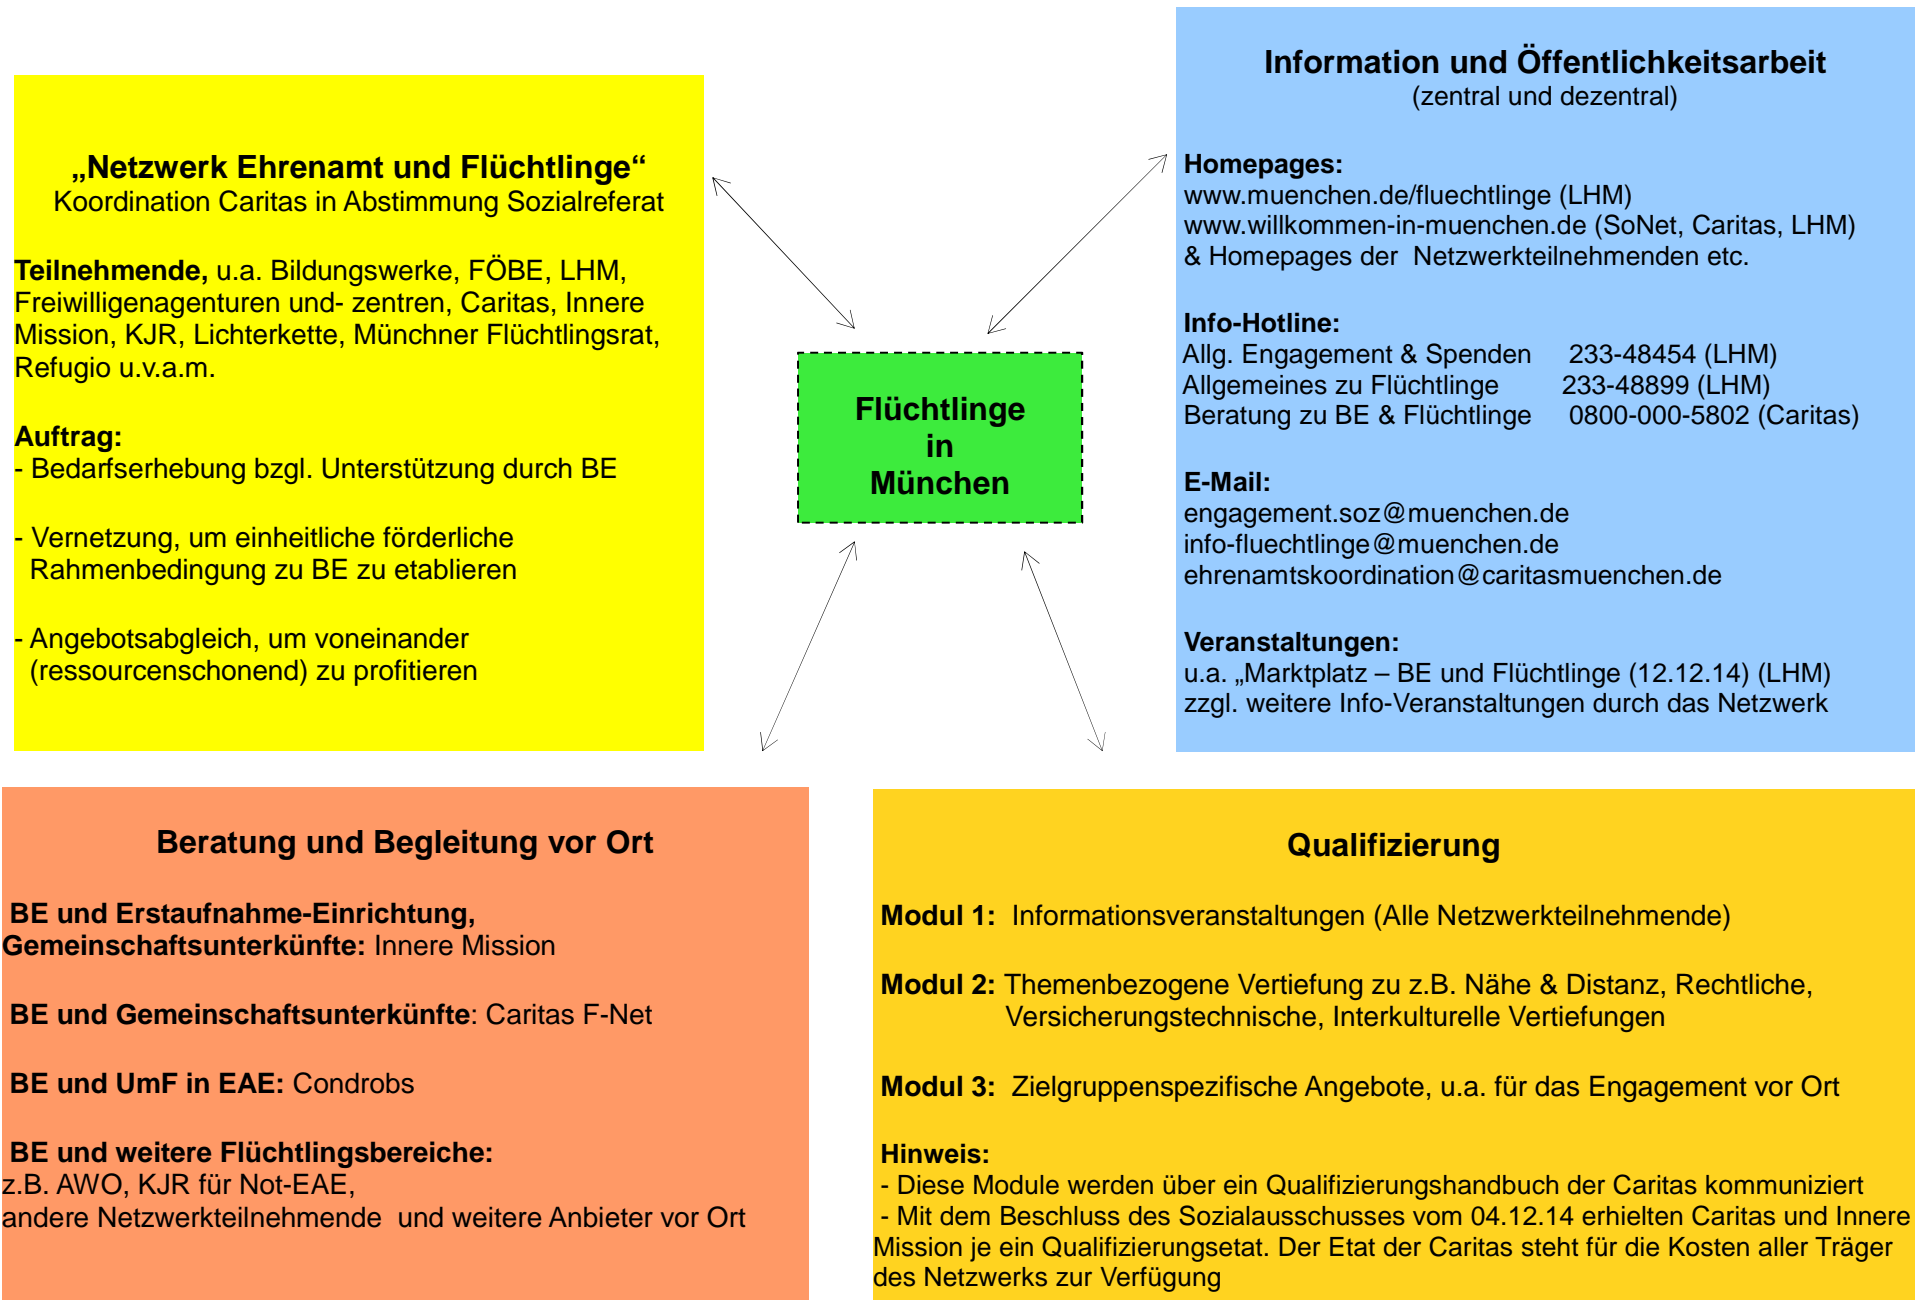 „Netzwerk Ehrenamt und Flüchtlinge“
Koordination Caritas in Abstimmung Sozialreferat
Teilnehmende, u.a. Bildungswerke, FÖBE, LHM,
Freiwilligenagenturen und- zentren, Caritas, Innere
Mission, KJR, Lichterkette, Münchner Flüchtlingsrat,
Refugio u.v.a.m.
Auftrag:
- Bedarfserhebung bzgl. Unterstützung durch BE
- Vernetzung, um einheitliche förderliche
Rahmenbedingung zu BE zu etablieren
- Angebotsabgleich, um voneinander
(ressourcenschonend) zu profitieren
Flüchtlinge
in
München
Information und Öffentlichkeitsarbeit
(zentral und dezentral)
Homepages:
www.muenchen.de/fluechtlinge (LHM)
www.willkommen-in-muenchen.de (SoNet, Caritas, LHM)
& Homepages der Netzwerkteilnehmenden etc.
Info-Hotline:
Allg. Engagement & Spenden 233-48454 (LHM)
Allgemeines zu Flüchtlinge 233-48899 (LHM)
Beratung zu BE & Flüchtlinge 0800-000-5802 (Caritas)
E-Mail:
engagement.soz@muenchen.de
info-fluechtlinge@muenchen.de
ehrenamtskoordination@caritasmuenchen.de
Veranstaltungen:
u.a. „Marktplatz – BE und Flüchtlinge (12.12.14) (LHM)
zzgl. weitere Info-Veranstaltungen durch das Netzwerk
Beratung und Begleitung vor Ort
BE und Erstaufnahme-Einrichtung,
Gemeinschaftsunterkünfte: Innere Mission
BE und Gemeinschaftsunterkünfte: Caritas F-Net
BE und UmF in EAE: Condrobs
BE und weitere Flüchtlingsbereiche:
z.B. AWO, KJR für Not-EAE,
andere Netzwerkteilnehmende und weitere Anbieter vor Ort
Qualifizierung
Modul 1: Informationsveranstaltungen (Alle Netzwerkteilnehmende)
Modul 2: Themenbezogene Vertiefung zu z.B. Nähe & Distanz, Rechtliche,
Versicherungstechnische, Interkulturelle Vertiefungen
Modul 3: Zielgruppenspezifische Angebote, u.a. für das Engagement vor Ort
Hinweis:
- Diese Module werden über ein Qualifizierungshandbuch der Caritas kommuniziert
- Mit dem Beschluss des Sozialausschusses vom 04.12.14 erhielten Caritas und Innere
Mission je ein Qualifizierungsetat. Der Etat der Caritas steht für die Kosten aller Träger
des Netzwerks zur Verfügung